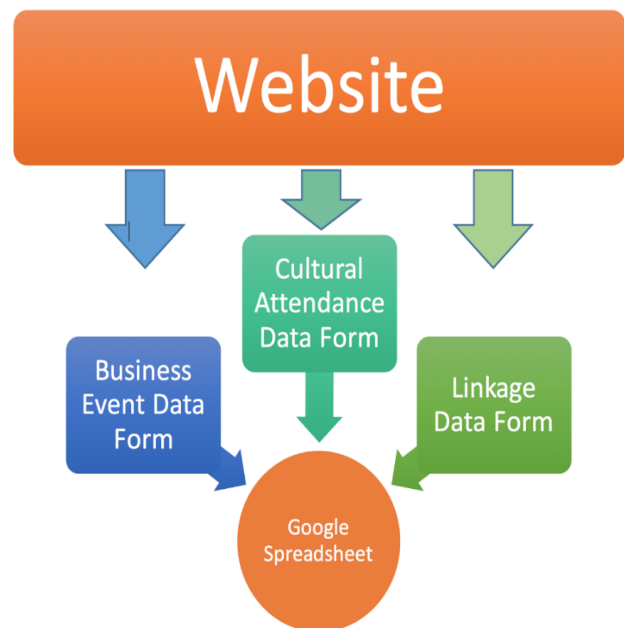 Website
Cultural
Attendance
Data Form
Business
Event Data
Form
Linkage
Data Form
Google
Spreadsheet